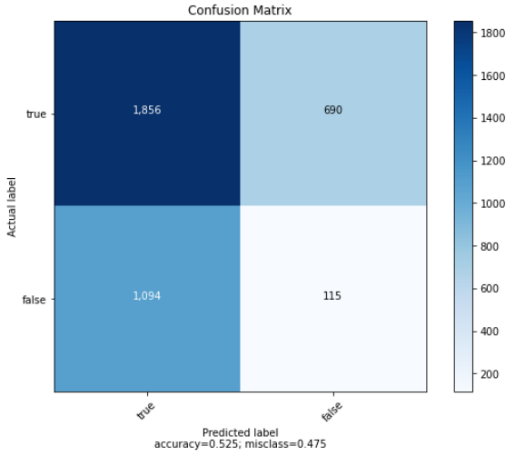 Confusion Matrix
true
1,856
690
false
1,094
115
Actual label
true
false
Predicted label
accuracy=0.525; misclass=0.475
1800
1600
1400
1200
1000
800
600
400
200